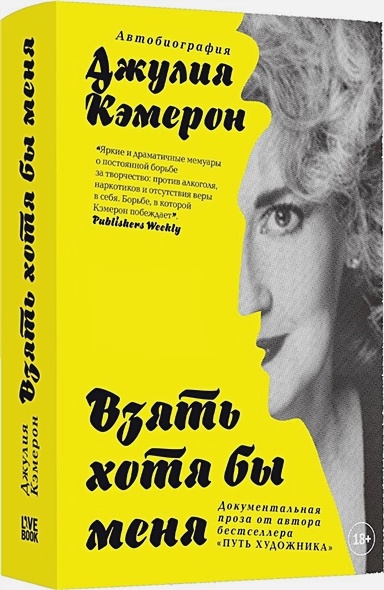 Автобиография
Джулия
Кэмерон
"Яркие и драматичные мемуары
о постоянной борьбе
за творчество: против алкоголя,
наркотиков и отсутствия веры
в себя. Борьбе, в которой
Кэмерон побеждает".
Publishers Weekly
Взять
хотя бы
меня
Документальная
проза от автора
бестселлера
«ПУТЬ ХУДОЖНИКА»
18+
Взять хотя бы меня
Джулия
Кэмерон
LIVE
BOOK